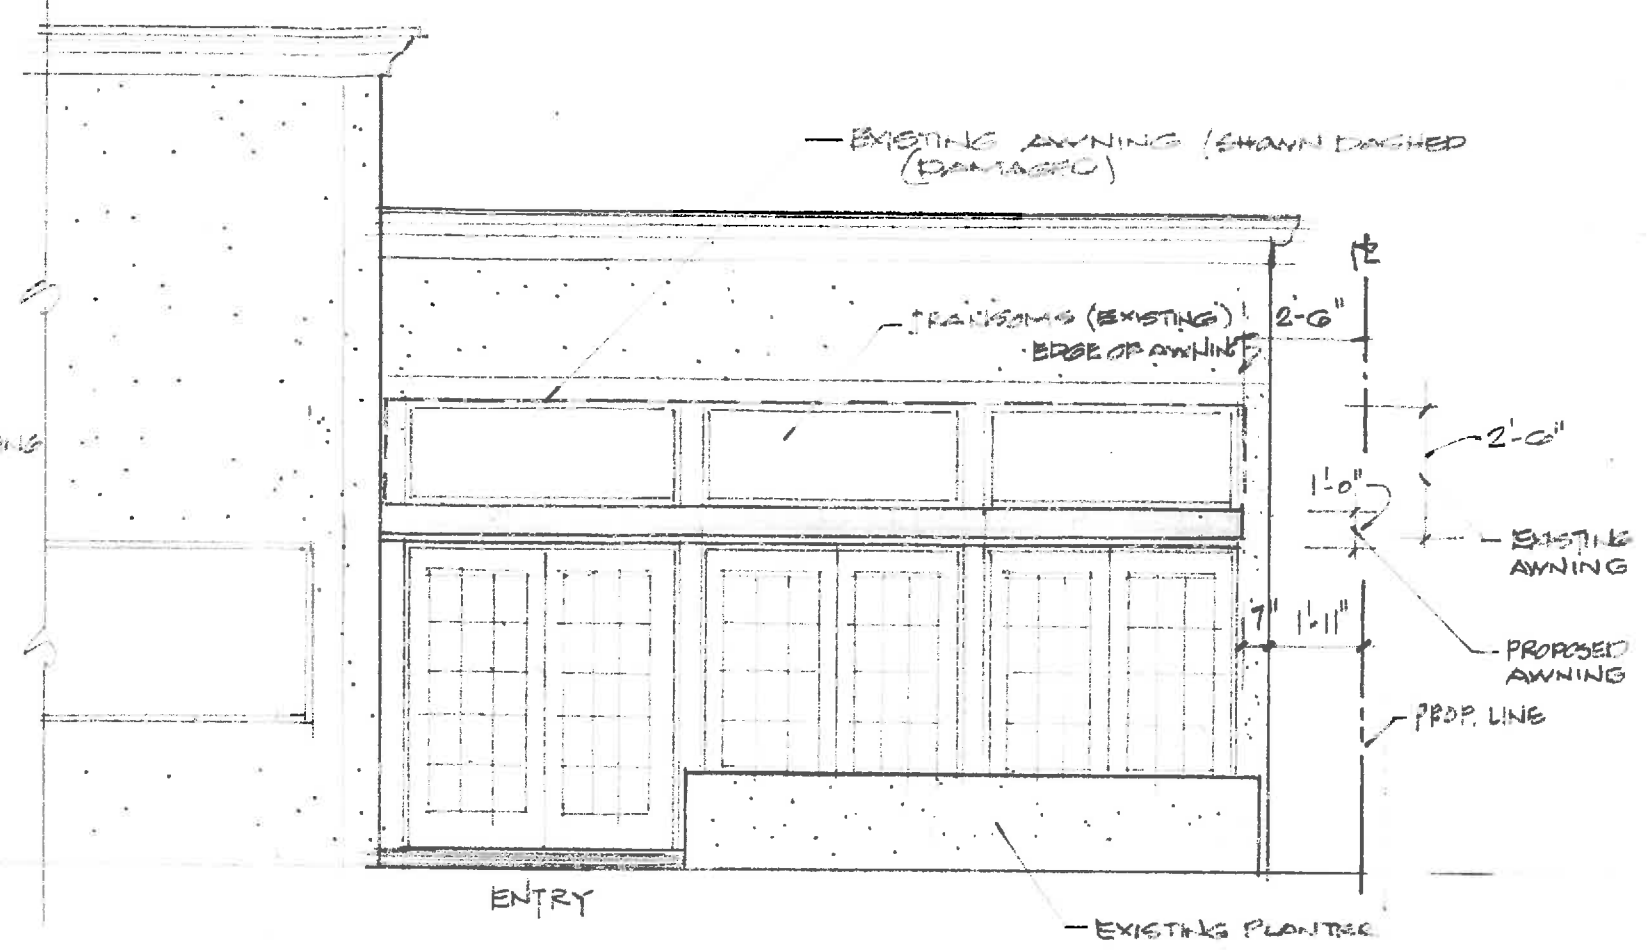 EXISTING AWNING (SHOWN DASHED
(DAMAGED)
TRANSOMS (EXISTING)
EDGE OF AWNING
2'-6"
2'-6"
1'-0"
EXISTING
AWNING
7" 1'-11"
PROPOSED
AWNING
PROP. LINE
ENTRY
EXISTING PLANTER